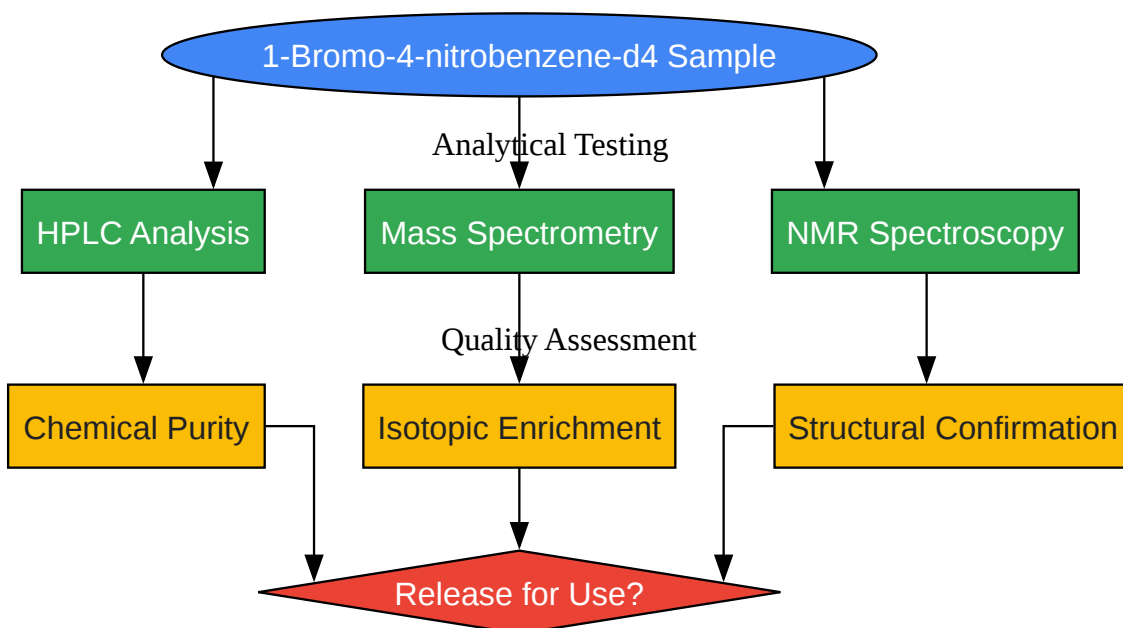 1-Bromo-4-nitrobenzene-d4 Sample
Analytical Testing
HPLC Analysis
Mass Spectrometry
NMR Spectroscopy
Quality Assessment
Chemical Purity
Isotopic Enrichment
Structural Confirmation
Release for Use?